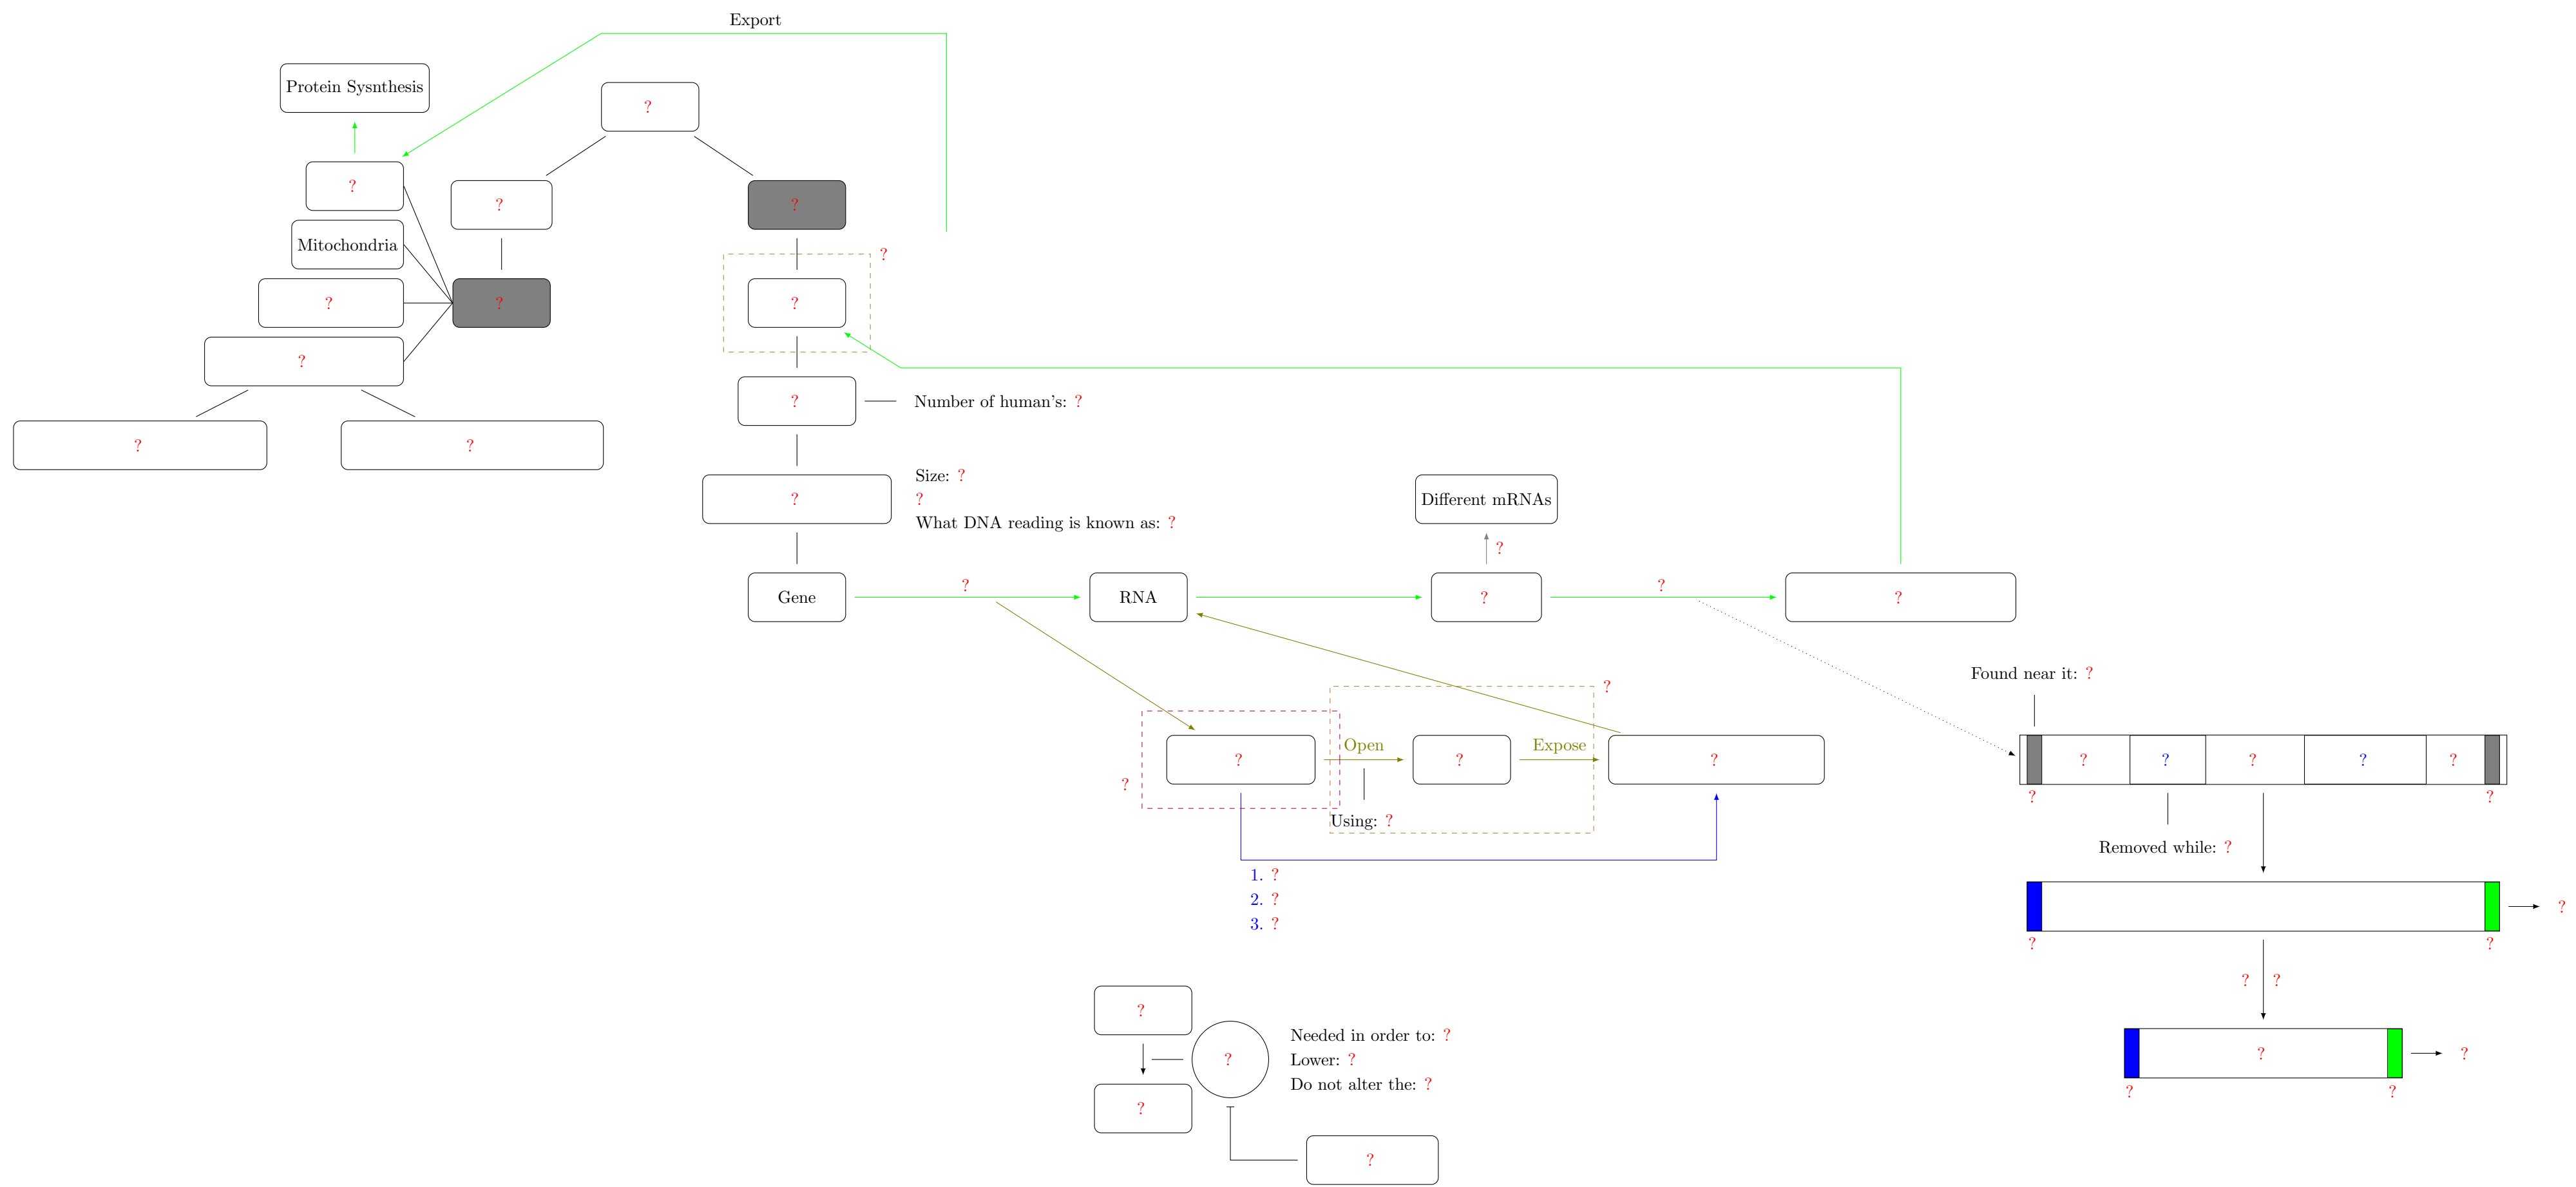 Export
Protein Sysnthesis
?
?
?
?
Mitochondria
?
?
?
?
?
?
Number of human's: ?
?
?
Size: ?
?
?
What DNA reading is known as: ?
Different mRNAs
?
Gene
?
RNA
?
?
?
Found near it: ?
?
?
Open
?
Expose
?
?
?
?
?
?
?
?
?
Using: ?
Removed while: ?
1. ?
2. ?
3. ?
?
?
?
?
?
?
Needed in order to: ?
?
Lower: ?
Do not alter the: ?
?
?
?
?
?
?